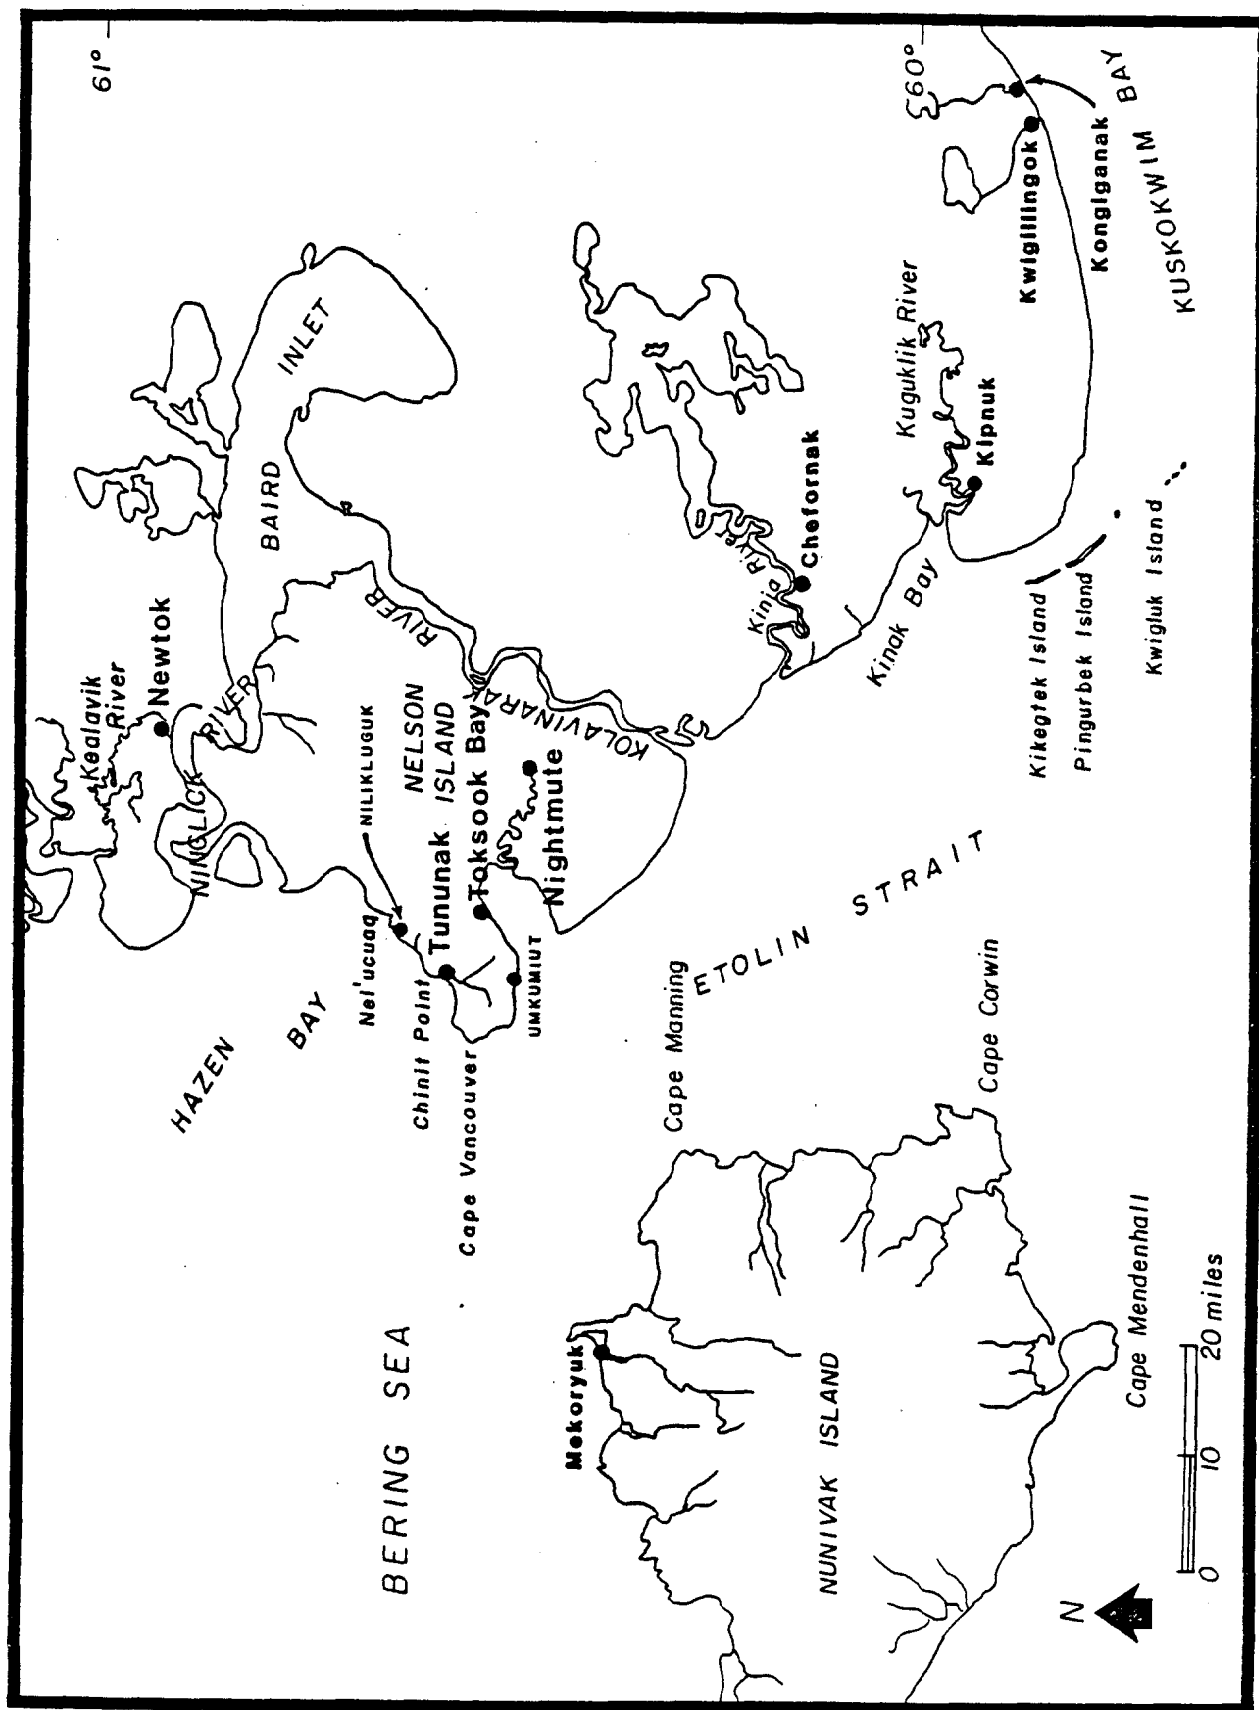 61°
60°
Kealavik
River
Newtok
NINGLICK
RIVER
BAIRD
INLET
HAZEN
BAY
NILIKLUGUK
Nel'ucuaq
NELSON
ISLAND
Tununak
Toksook Bay
Nightmute
Chinit Point
Cape Vancouver
UMKUMIUT
KOLAVINARAK
RIVER
Kinia
River
Chefornak
Kinak Bay
Kuguklik River
Kipnuk
Kwigillingok
Kongiganak
KUSKOKWIM BAY
Kikegtek Island
Pingurbek Island
Kwigluk Island
ETOLIN STRAIT
BERING SEA
Cape Manning
Cape Corwin
Mekoryuk
NUNIVAK ISLAND
Cape Mendenhall
N
0 10 20 miles